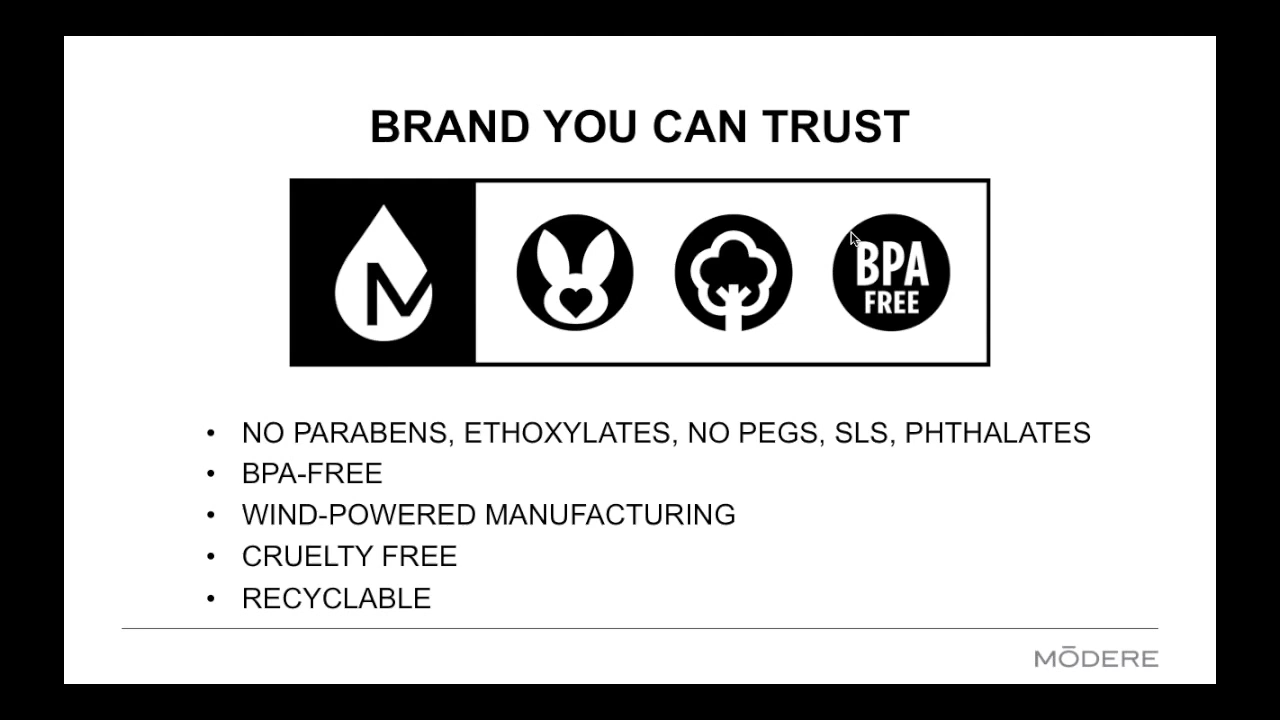 BRAND YOU CAN TRUST
M
BPA
FREE
• NO PARABENS, ETHOXYLATES, NO PEGS, SLS, PHTHALATES
• BPA-FREE
• WIND-POWERED MANUFACTURING
• CRUELTY FREE
• RECYCLABLE
MŌDERE